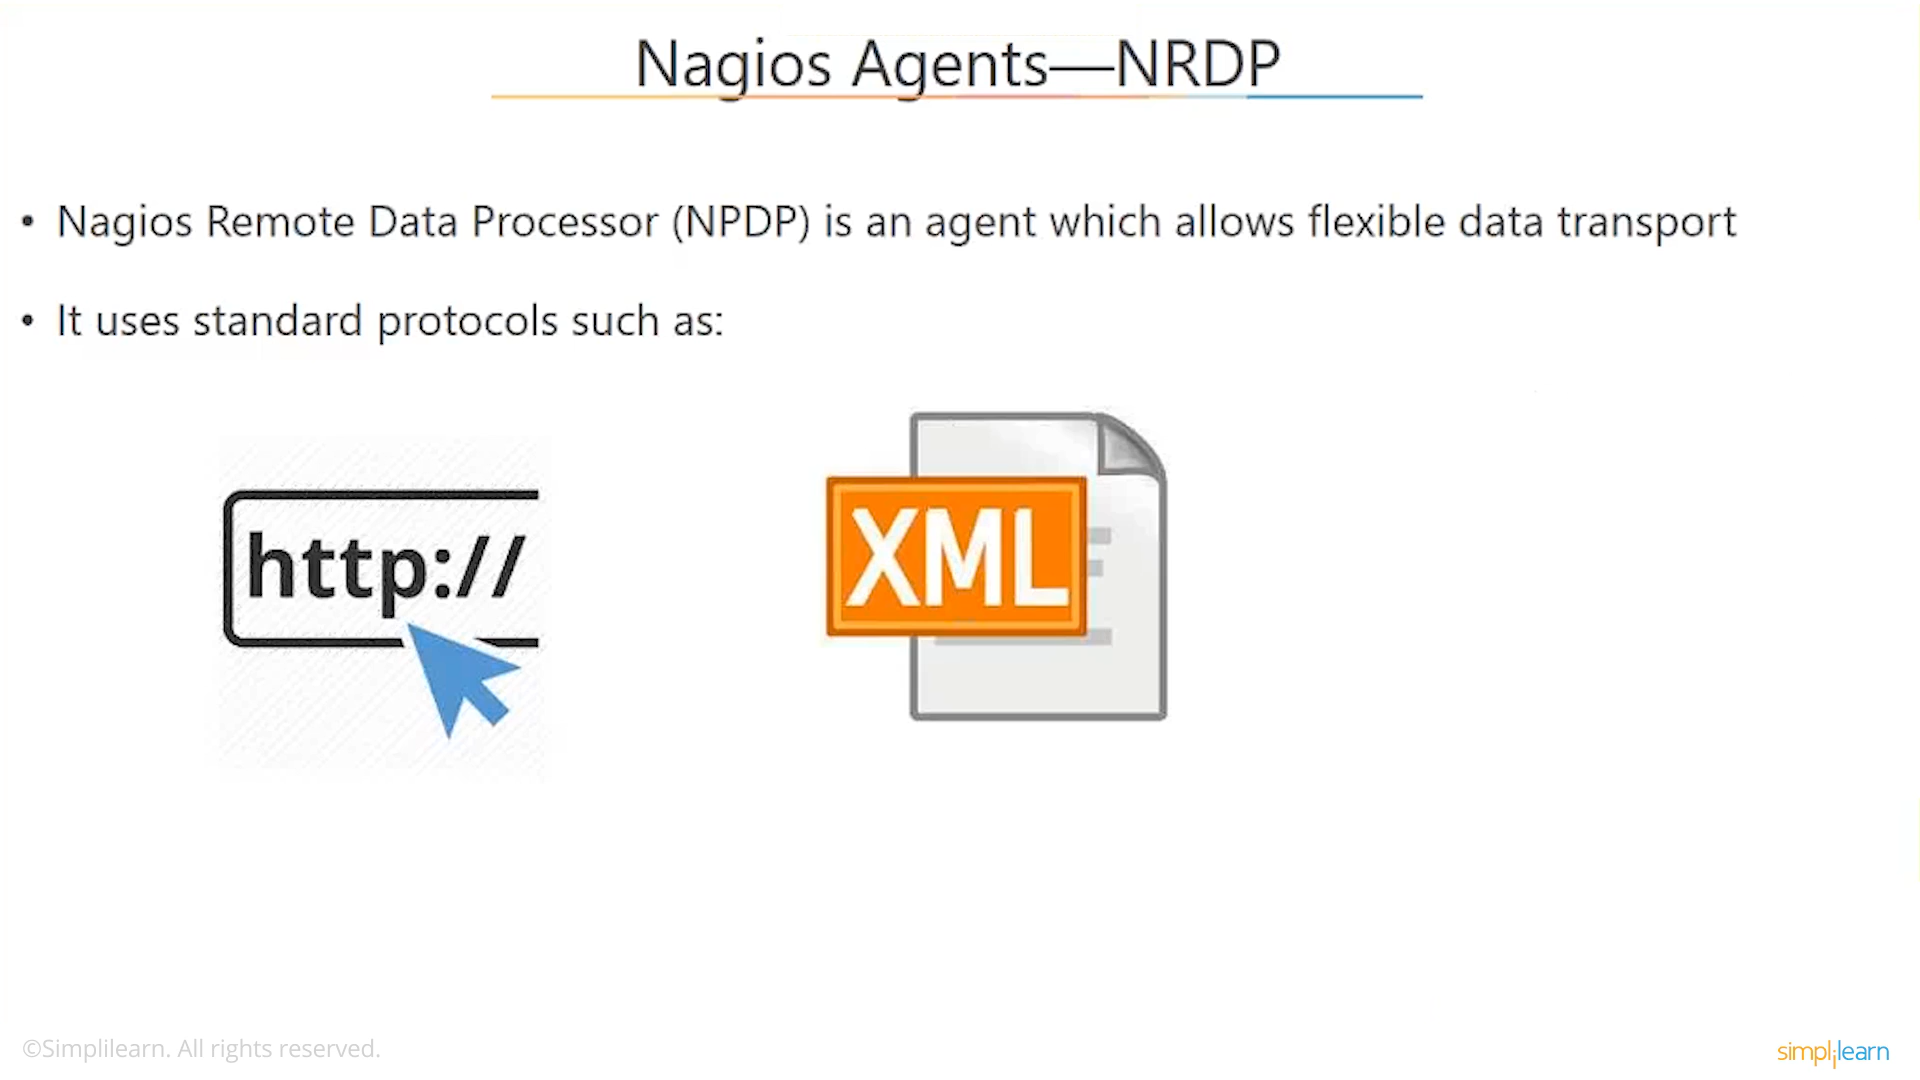 Nagios Agents—NRDP
• Nagios Remote Data Processor (NPDP) is an agent which allows flexible data transport
• It uses standard protocols such as:
http://
XML
©Simplilearn. All rights reserved.
simplilearn